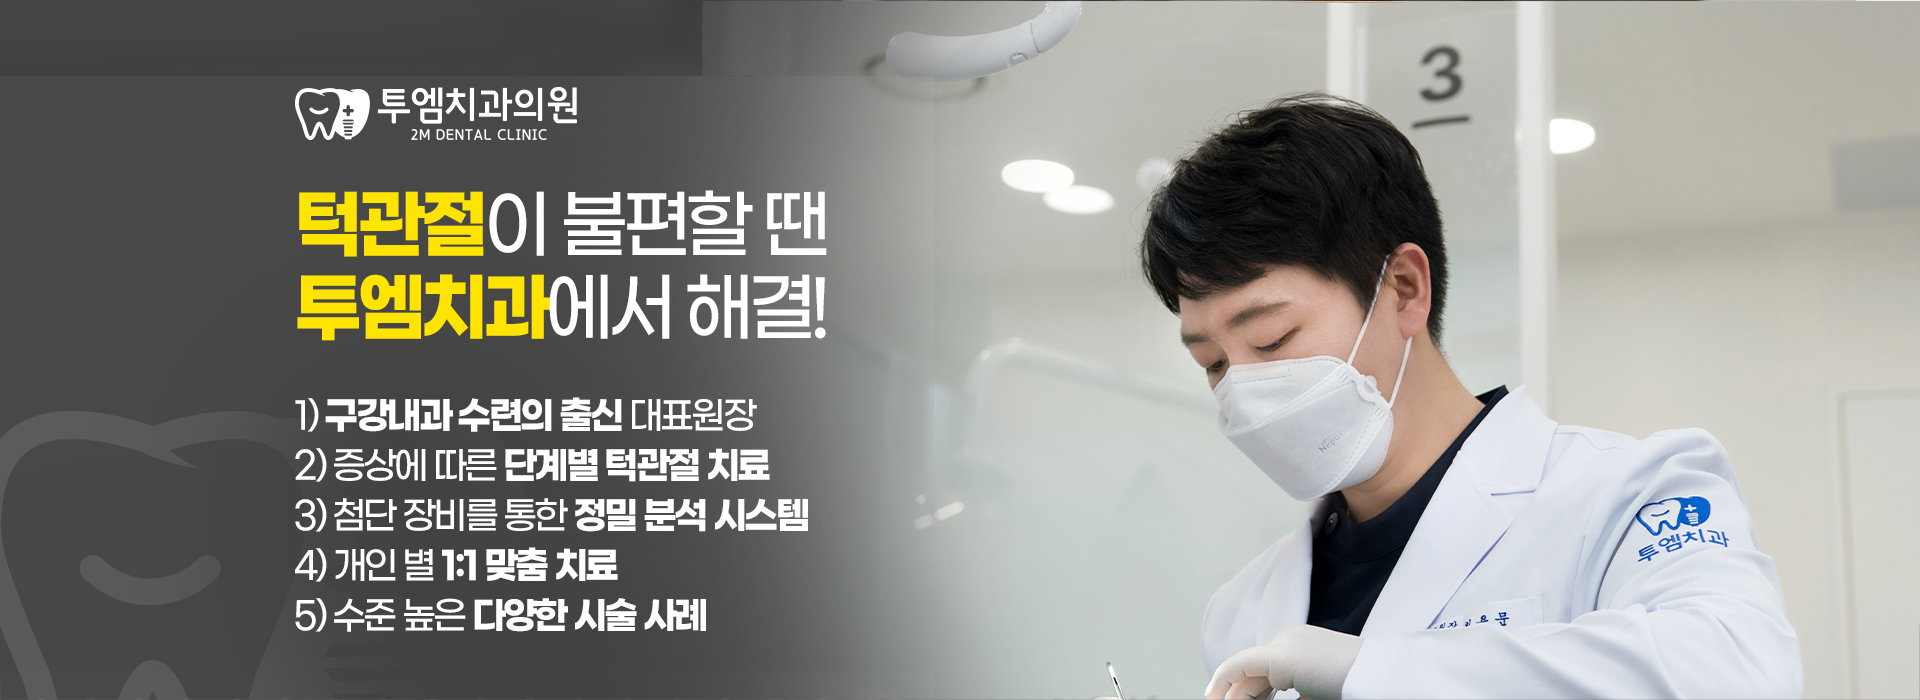 투엠치과의원
2M DENTAL CLINIC
턱관절이 불편할 땐
투엠치과에서 해결!
1) 구강내과 수련의 출신 대표원장
2) 증상에 따른 단계별 턱관절 치료
3) 첨단 장비를 통한 정밀 분석 시스템
4) 개인 별 1:1 맞춤 치료
5) 수준 높은 다양한 시술 사례
3
투엠치과